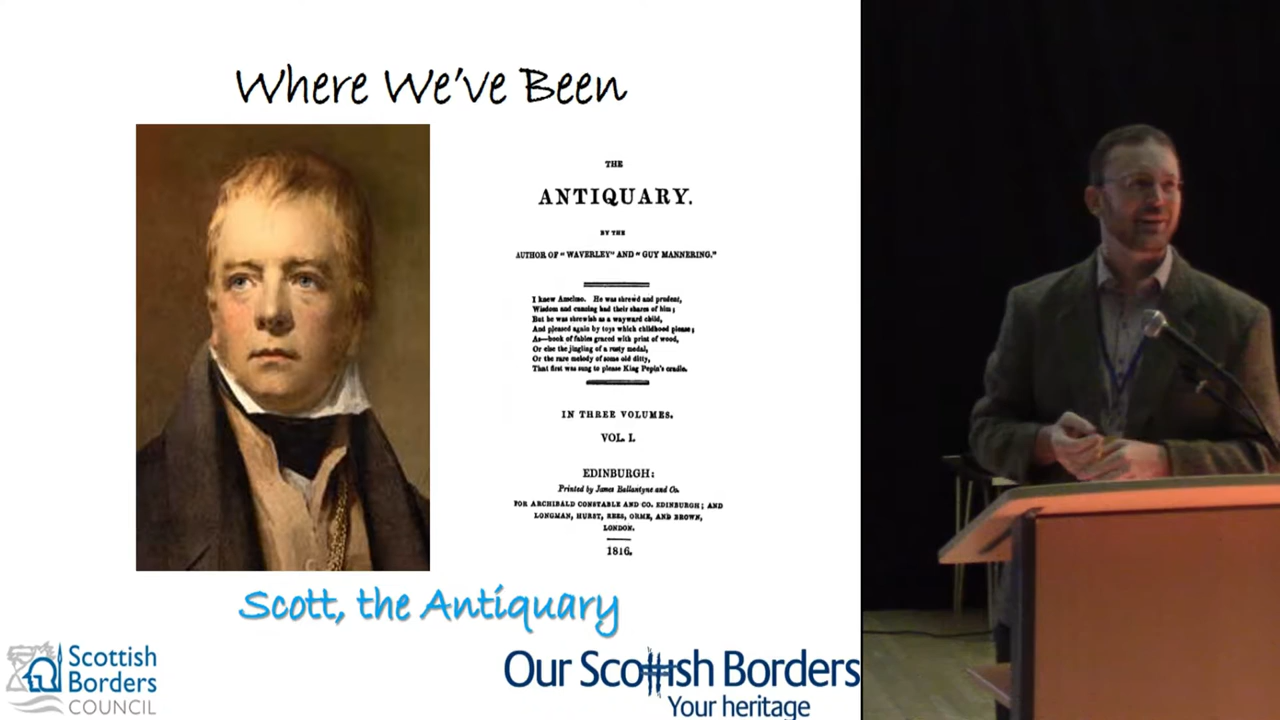 Where We've Been
THE
ANTIQUARY.
BY THE
AUTHOR OF "WAVERLEY" AND "GUY MANNERING."
I knew Anselmo. He was shrewd and prudent,
Wisdom and cunning had their shares of him;
But he was shrewish as a wayward child,
And pleased again by toys which childhood please;
As—book of fables graced with print of wood,
Or else the jingling of a rusty medal,
Or the rare melody of some old ditty,
That first was sung to please King Pepin's cradle.
IN THREE VOLUMES.
VOL. I.
EDINBURGH:
Printed by James Ballantyne and Co.
FOR ARCHIBALD CONSTABLE AND CO. EDINBURGH; AND
LONGMAN, HURST, REES, ORME, AND BROWN,
LONDON.
1816.
Scott, the Antiquary
Scottish
Borders
COUNCIL
Our Scottish Borders
Your heritage